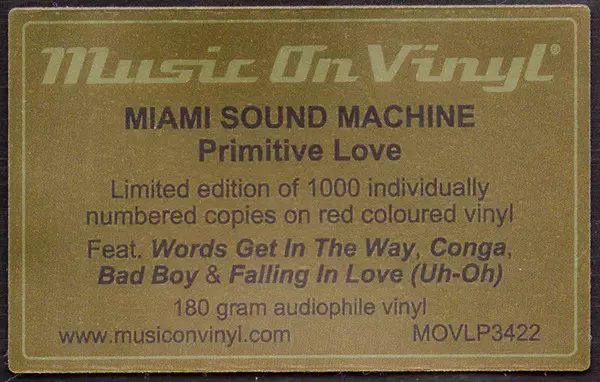 Music On Vinyl®
MIAMI SOUND MACHINE
Primitive Love
Limited edition of 1000 individually
numbered copies on red coloured vinyl
Feat. Words Get In The Way, Conga,
Bad Boy & Falling In Love (Uh-Oh)
180 gram audiophile vinyl
www.musiconvinyl.com MOVLP3422